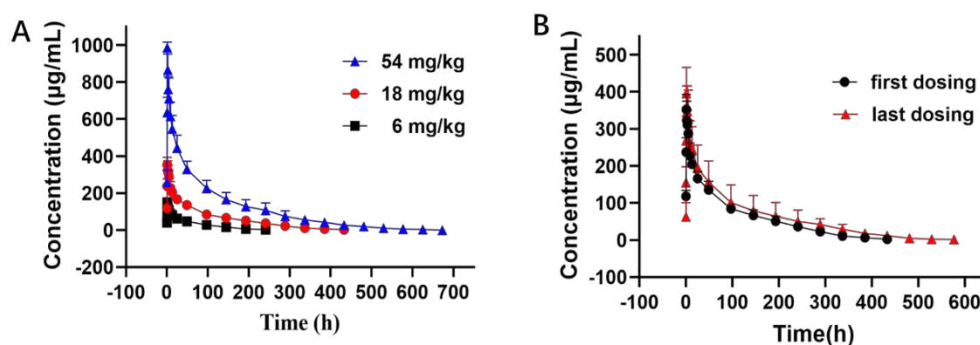 A
Concentration (µg/mL)
1000
800
600
400
200
0
-200
54 mg/kg
18 mg/kg
6 mg/kg
-100 0 100 200 300 400 500 600 700
Time (h)
B
Concentration (µg/mL)
500
400
300
200
100
0
-100
first dosing
last dosing
-100 0 100 200 300 400 500 600
Time(h)